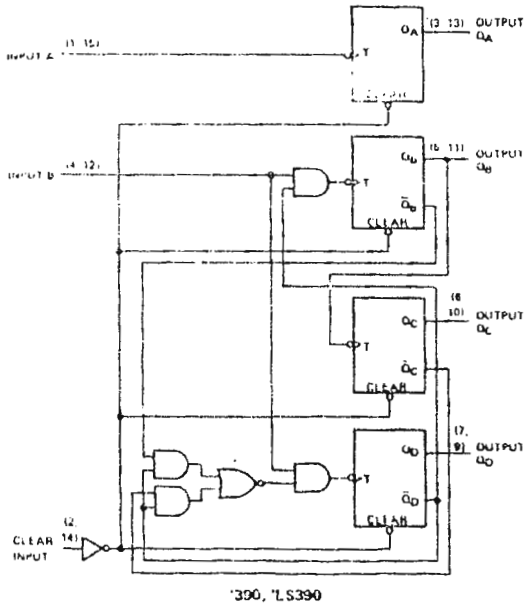 (3, 13) OUTPUT
QA
QA
INPUT A
(1, 15)
T
CLEAR
INPUT B
(4, 12)
Qb
(5, 11) OUTPUT
QB
T
Q̄b
CLEAR
(6
10) OUTPUT
QC
QC
T
Q̄C
CLEAR
(7,
9) OUTPUT
QD
QD
T
Q̄D
CLEAR
CLEAR
INPUT
(2,
14)
'390, 'LS390